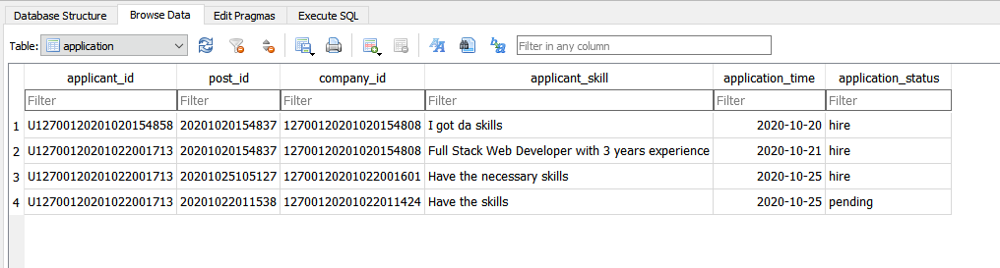 Database Structure Browse Data Edit Pragmas Execute SQL
Table: application Filter in any column
applicant_id post_id company_id applicant_skill application_time application_status
Filter Filter Filter Filter Filter Filter
1 U12700120201020154858 20201020154837 12700120201020154808 I got da skills 2020-10-20 hire
2 U12700120201022001713 20201020154837 12700120201020154808 Full Stack Web Developer with 3 years experience 2020-10-21 hire
3 U12700120201022001713 20201025105127 12700120201022001601 Have the necessary skills 2020-10-25 hire
4 U12700120201022001713 20201022011538 12700120201022011424 Have the skills 2020-10-25 pending